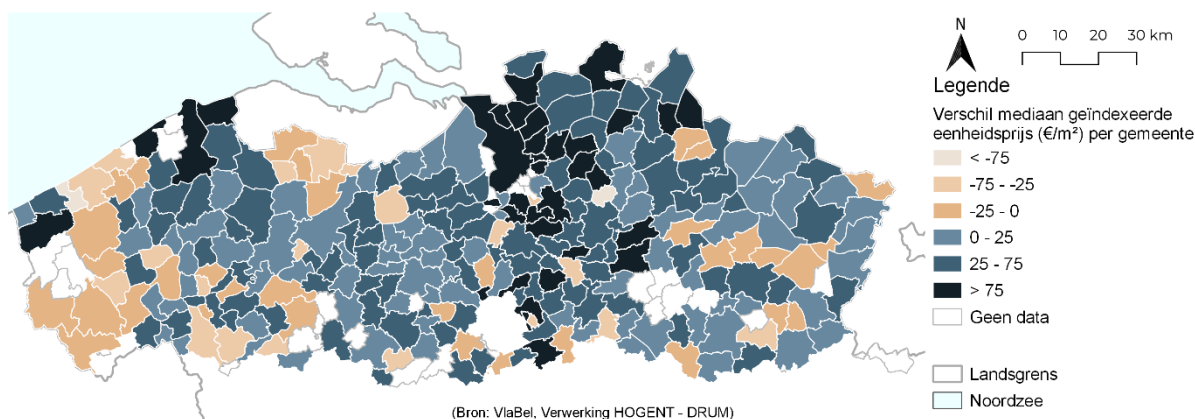 N
0 10 20 30 km
Legende
Verschil mediaan geïndexeerde
eenheidsprijs (€/m²) per gemeente
< -75
-75 - -25
-25 - 0
0 - 25
25 - 75
> 75
Geen data
Landsgrens
Noordzee
(Bron: VlaBel, Verwerking HOGENT - DRUM)